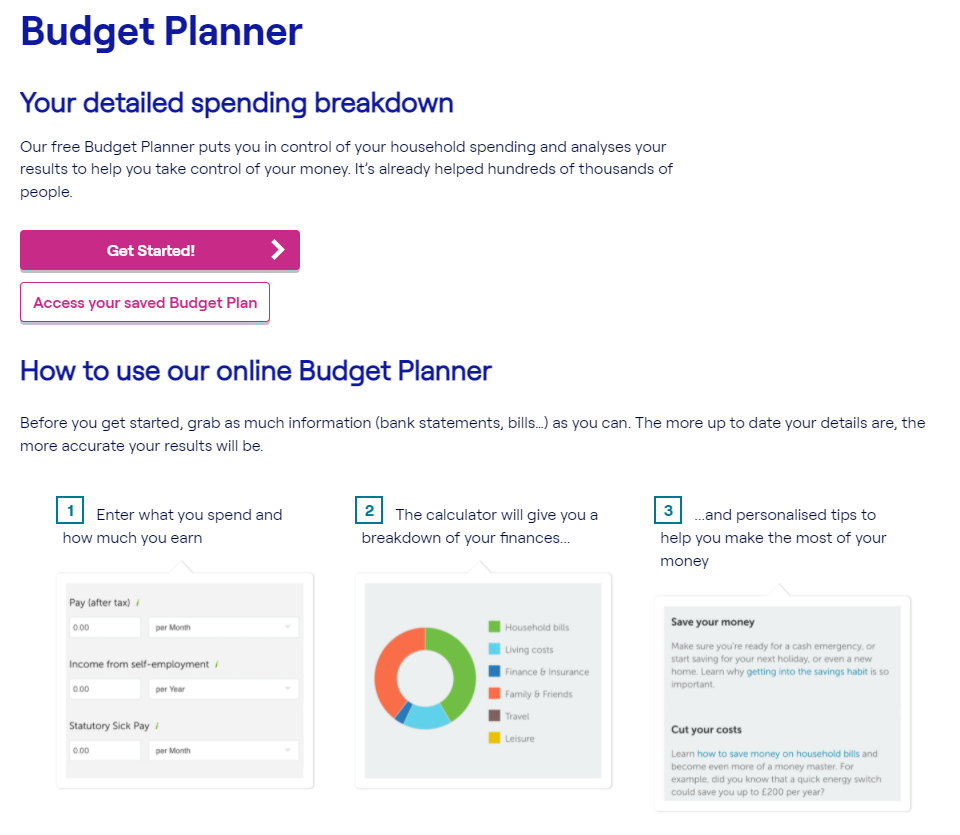 Budget Planner
Your detailed spending breakdown
Our free Budget Planner puts you in control of your household spending and analyses your
results to help you take control of your money. It’s already helped hundreds of thousands of
people.
Get Started!
Access your saved Budget Plan
How to use our online Budget Planner
Before you get started, grab as much information (bank statements, bills…) as you can. The more up to date your details are, the
more accurate your results will be.
1 Enter what you spend and
how much you earn
Pay (after tax) i
0.00 per Month
Income from self-employment i
0.00 per Year
Statutory Sick Pay i
0.00 per Month
2 The calculator will give you a
breakdown of your finances…
Household bills
Living costs
Finance & Insurance
Family & Friends
Travel
Leisure
3 …and personalised tips to
help you make the most of your
money
Save your money
Make sure you're ready for a cash emergency, or
start saving for your next holiday, or even a new
home. Learn why getting into the savings habit is so
important.
Cut your costs
Learn how to save money on household bills and
become even more of a money master. For
example, did you know that a quick energy switch
could save you up to £200 per year?